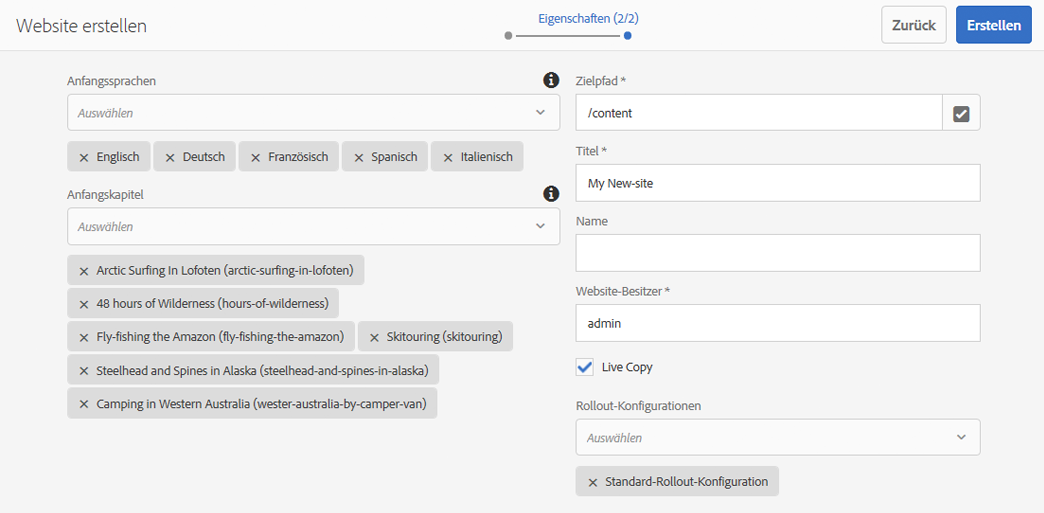 Website erstellen
Eigenschaften (2/2)
Zurück
Erstellen
Anfangssprachen
Auswählen
Englisch
Deutsch
Französisch
Spanisch
Italienisch
Anfangskapitel
Auswählen
Arctic Surfing In Lofoten (arctic-surfing-in-lofoten)
48 hours of Wilderness (hours-of-wilderness)
Fly-fishing the Amazon (fly-fishing-the-amazon)
Skitouring (skitouring)
Steelhead and Spines in Alaska (steelhead-and-spines-in-alaska)
Camping in Western Australia (wester-australia-by-camper-van)
Zielpfad *
/content
Titel *
My New-site
Name
Website-Besitzer *
admin
Live Copy
Rollout-Konfigurationen
Auswählen
Standard-Rollout-Konfiguration